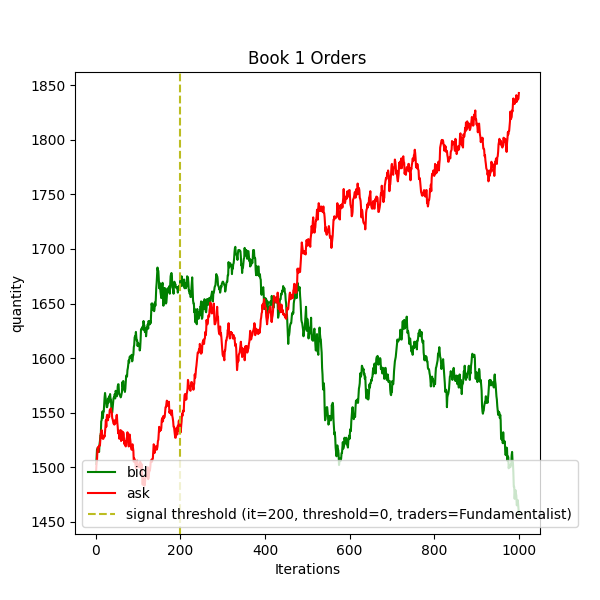 Book 1 Orders
quantity
1850
1800
1750
1700
1650
1600
1550
1500
1450
bid
ask
signal threshold (it=200, threshold=0, traders=Fundamentalist)
0 200 400 600 800 1000
Iterations